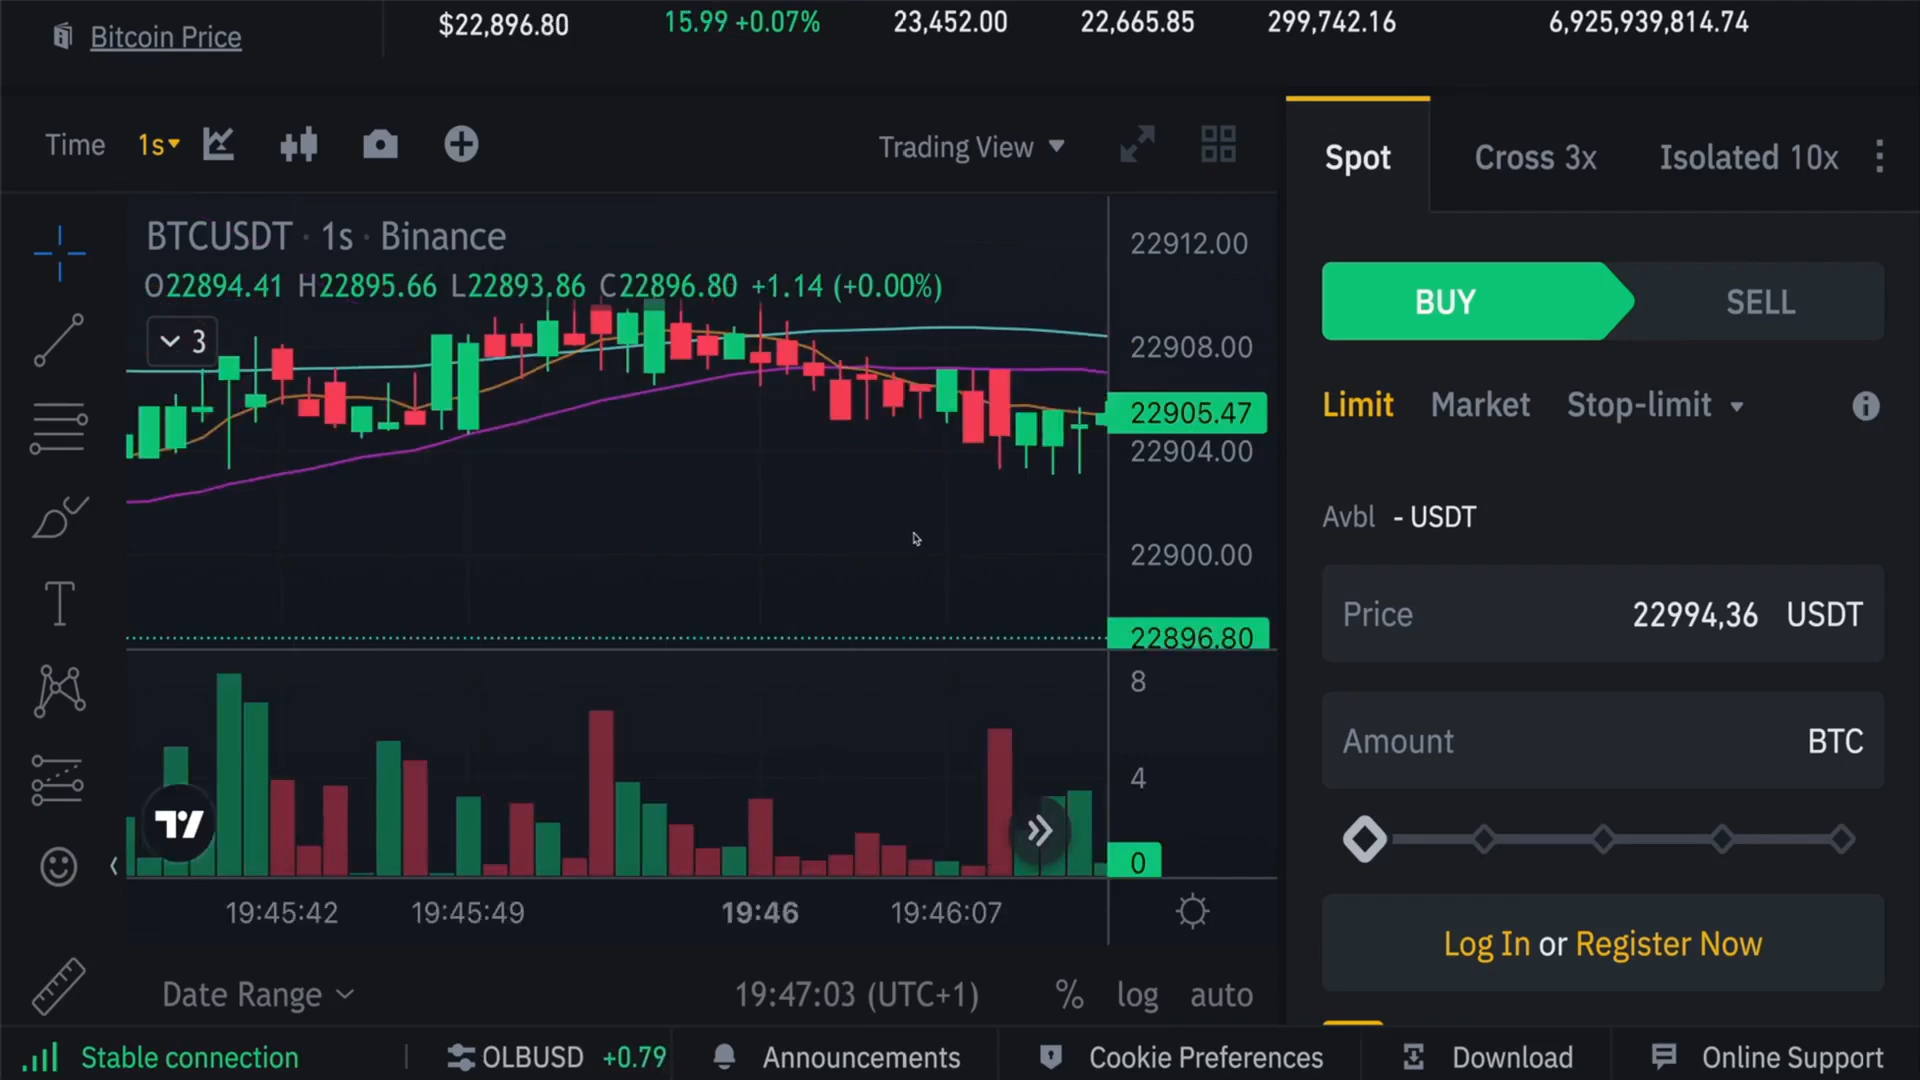 Bitcoin Price
$22,896.80
15.99 +0.07%
23,452.00
22,665.85
299,742.16
6,925,939,814.74
Time
1s
Trading View
Spot
Cross 3x
Isolated 10x
BTCUSDT · 1s · Binance
O22894.41 H22895.66 L22893.86 C22896.80 +1.14 (+0.00%)
3
22912.00
22908.00
22905.47
22904.00
22900.00
22896.80
8
4
0
19:45:42
19:45:49
19:46
19:46:07
Date Range
19:47:03 (UTC+1)
%
log
auto
BUY
SELL
Limit
Market
Stop-limit
Avbl - USDT
Price 22994,36 USDT
Amount BTC
Log In or Register Now
Stable connection
OLBUSD +0.79
Announcements
Cookie Preferences
Download
Online Support